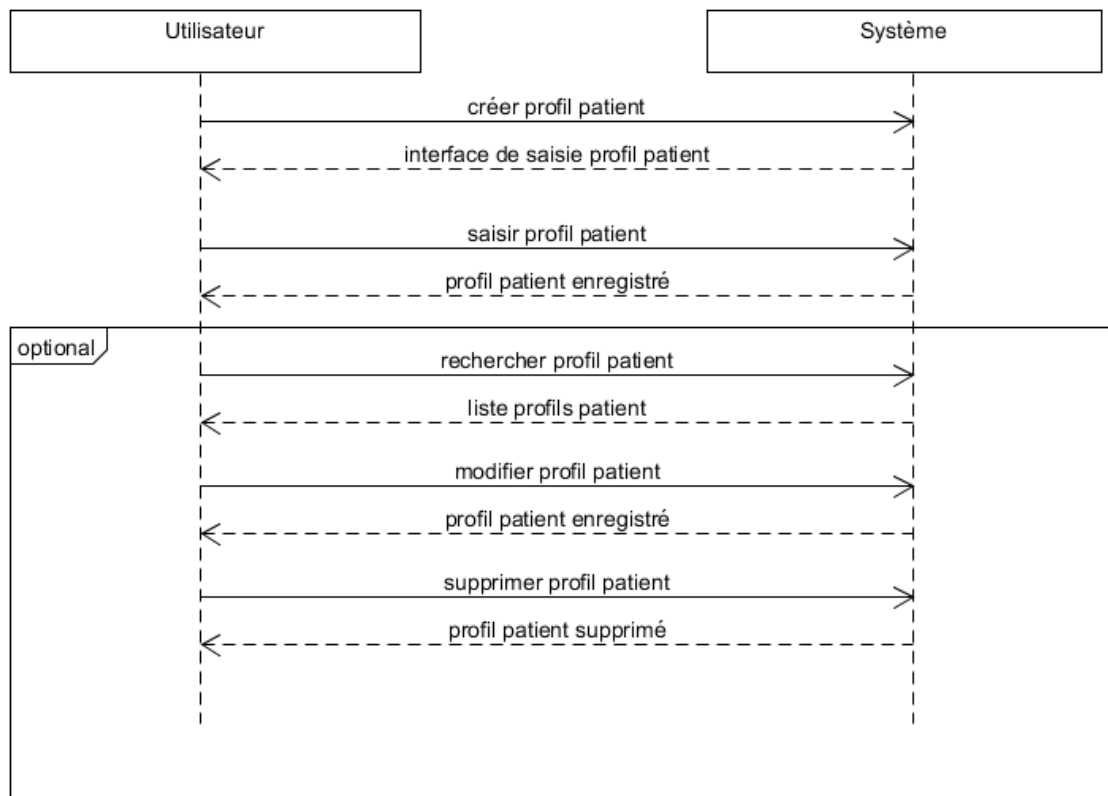 Utilisateur
Système
créer profil patient
interface de saisie profil patient
saisir profil patient
profil patient enregistré
optional
rechercher profil patient
liste profils patient
modifier profil patient
profil patient enregistré
supprimer profil patient
profil patient supprimé